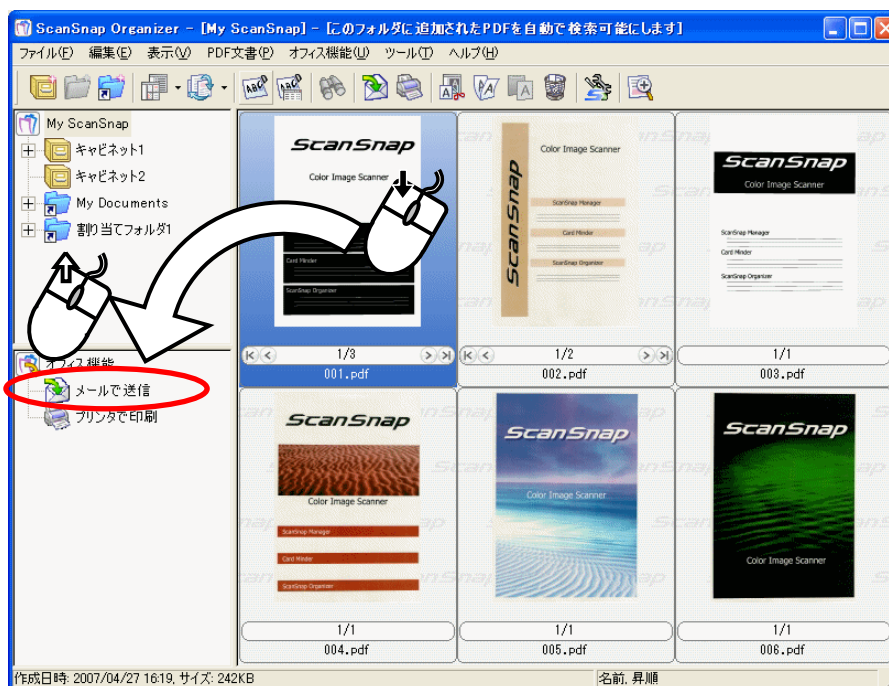 ScanSnap Organizer - [My ScanSnap] - [このフォルダに追加されたPDFを自動で検索可能にします]
ファイル(F) 編集(E) 表示(V) PDF文書(P) オフィス機能(U) ツール(T) ヘルプ(H)
My ScanSnap
キャビネット1
キャビネット2
My Documents
割り当てフォルダ1
オフィス機能
メールで送信
プリンタで印刷
ScanSnap
Color Image Scanner
Card Minder
ScanSnap Organizer
1/3
001.pdf
ScanSnap
Color Image Scanner
ScanSnap Manager
Card Minder
ScanSnap Organizer
1/2
002.pdf
ScanSnap
Color Image Scanner
ScanSnap Manager
Card Minder
ScanSnap Organizer
1/1
003.pdf
ScanSnap
Color Image Scanner
ScanSnap Manager
Card Minder
ScanSnap Organizer
1/1
004.pdf
ScanSnap
Color Image Scanner
1/1
005.pdf
ScanSnap
Color Image Scanner
1/1
006.pdf
作成日時: 2007/04/27 16:19, サイズ: 242KB
名前, 昇順